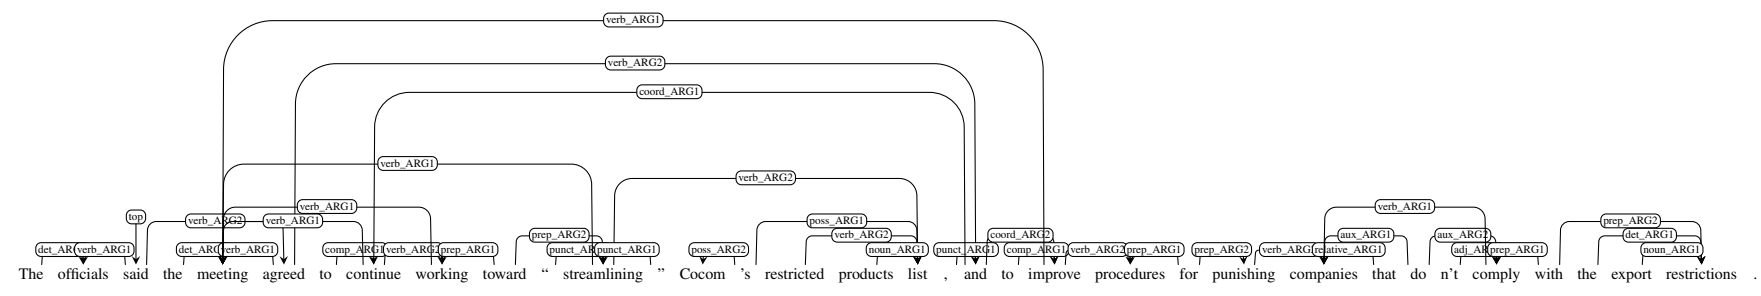 verb_ARG1
verb_ARG2
coord_ARG1
verb_ARG1
verb_ARG2
verb_ARG1 verb_ARG1
top verb_ARG2 verb_ARG1 poss_ARG1 aux_ARG1 aux_ARG2 prep_ARG2
prep_ARG2 verb_ARG2 coord_ARG2 det_ARG1
verb_ARG1 verb_ARG1 comp_ARG1 verb_ARG2 prep_ARG1 punct_ARG1 poss_ARG2 noun_ARG1 punct_ARG1 comp_ARG1 verb_ARG2 prep_ARG1 prep_ARG2 relative_ARG1 prep_ARG1 noun_ARG1
The officials said the meeting agreed to continue working toward “ streamlining ” Cocom 's restricted products list , and to improve procedures for punishing companies that do n't comply with the export restrictions .